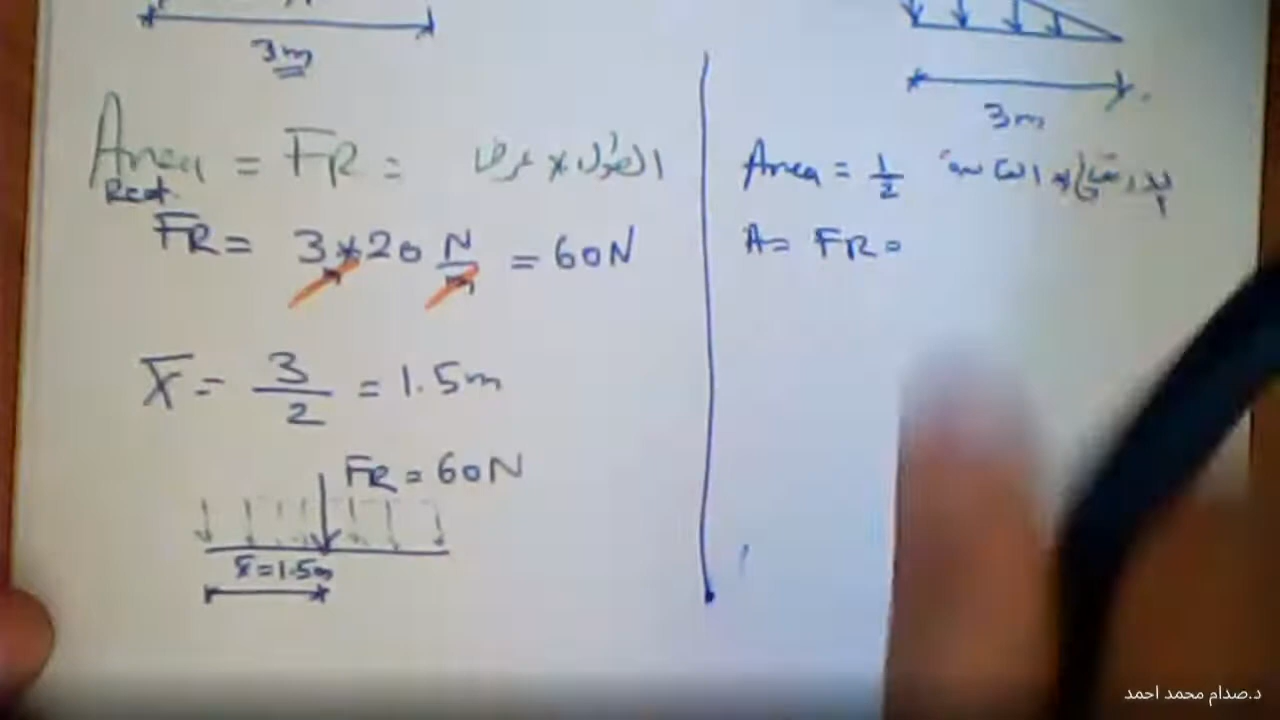 3m
Area = FR = الطول * عرض
Rect.
FR = 3 * 20 N/m = 60N
x̄ = 3/2 = 1.5m
FR = 60N
x̄ = 1.5m
3m
Area = 1/2
A = FR =
د.صدام محمد احمد